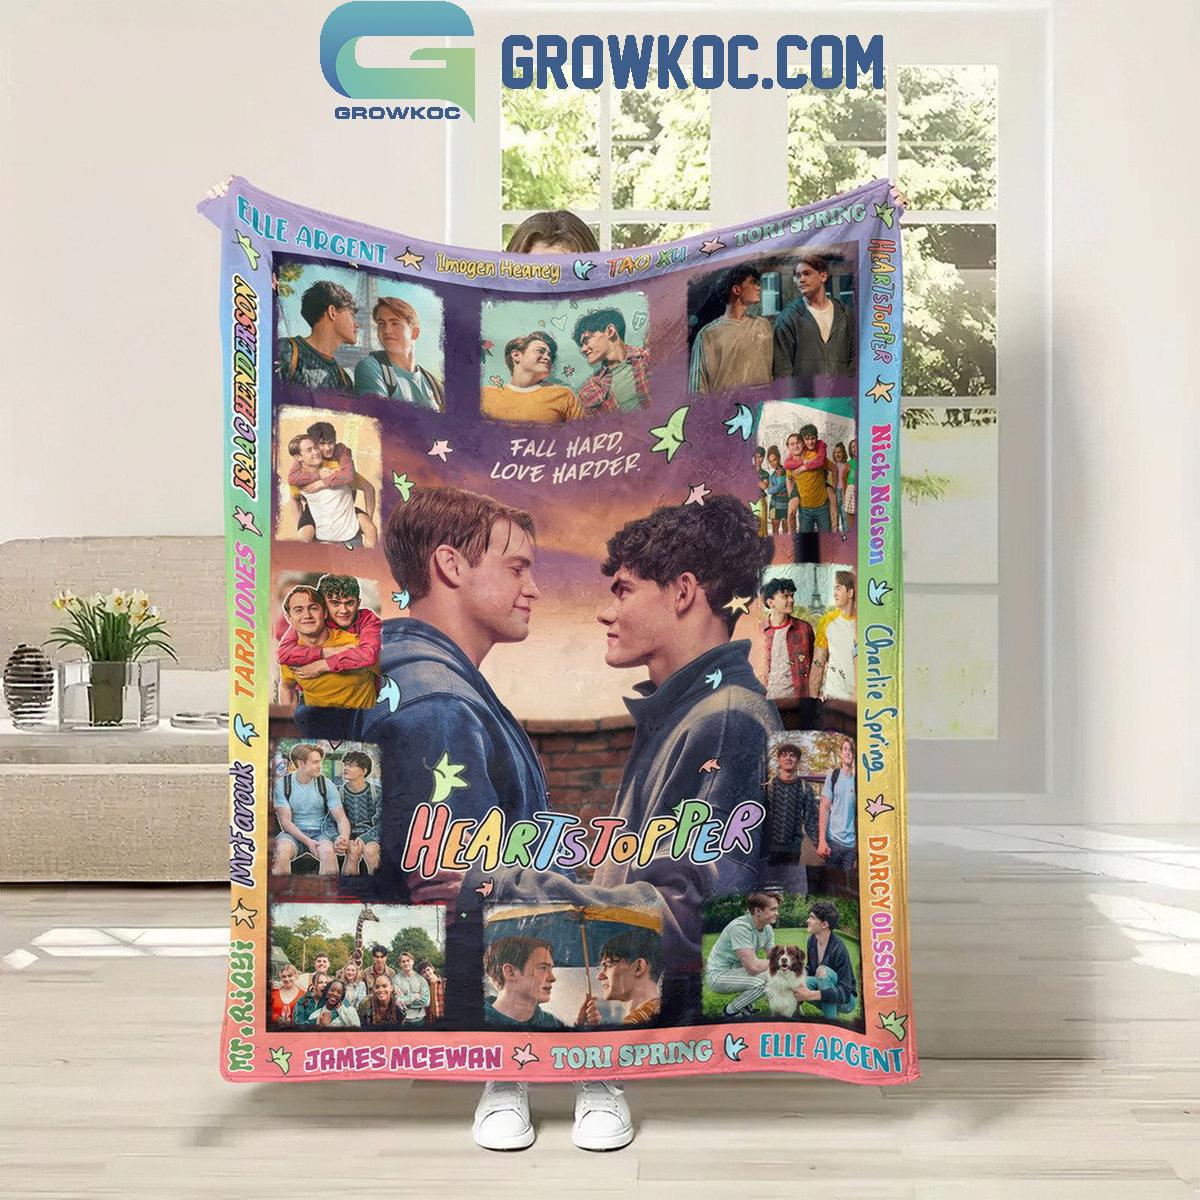 GROWKOC
GROWKOC.COM
ELLE ARGENT
Imogen Heaney
TAO XU
TORI SPRING
HEARTSTOPPER
Nick Nelson
Charlie Spring
DARCY OLSSON
ISAAC HENDERSON
TARA JONES
Mr. Farouk
Mr. Ajayi
FALL HARD,
LOVE HARDER.
HEARTSTOPPER
JAMES MCEWAN
TORI SPRING
ELLE ARGENT